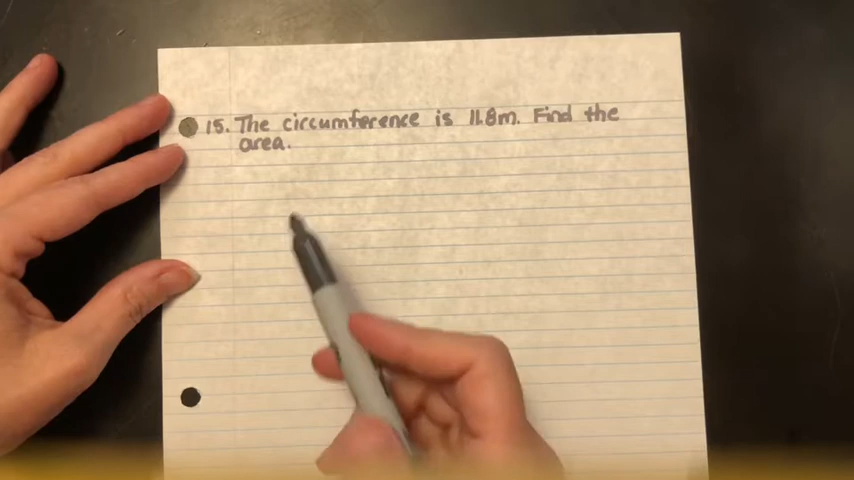 15. The circumference is 11.8m. Find the
area.